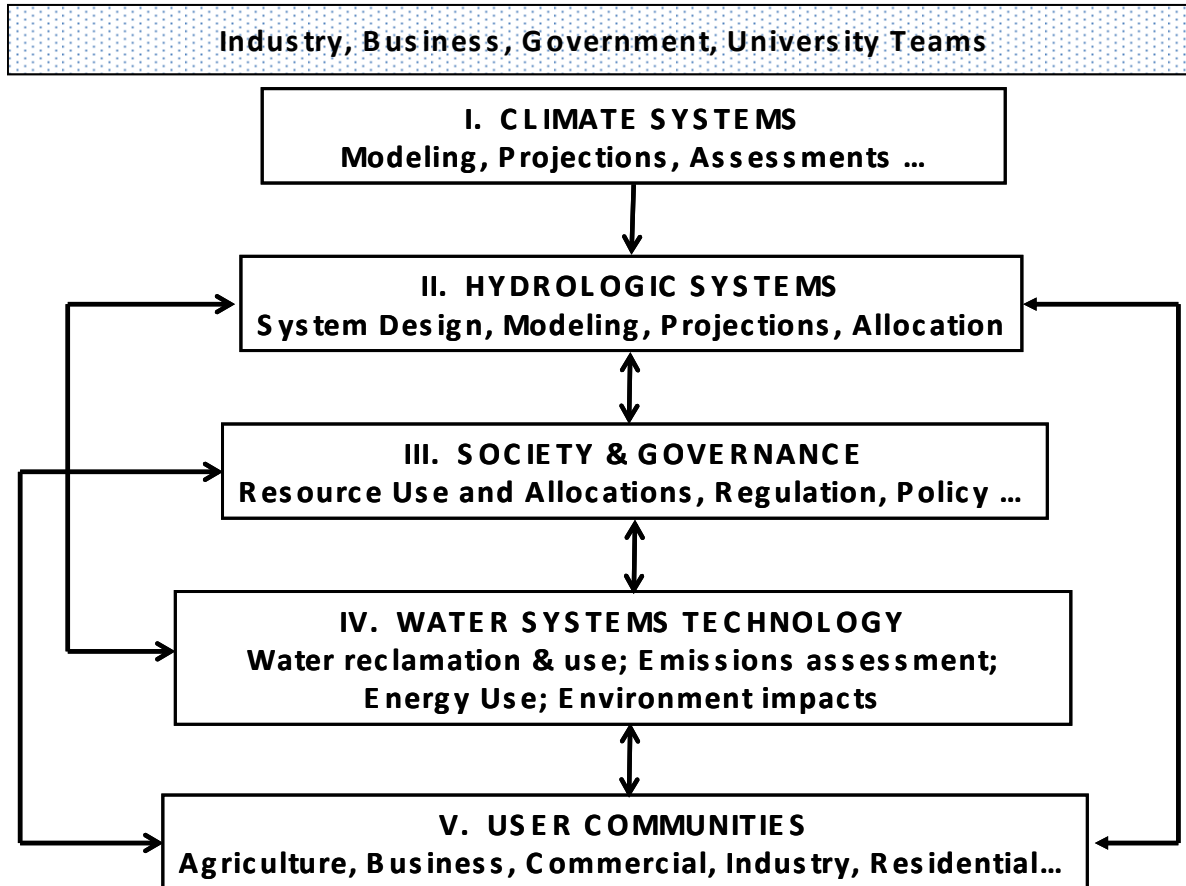 Industry, Business, Government, University Teams
I. CLIMATE SYSTEMS
Modeling, Projections, Assessments …
II. HYDROLOGIC SYSTEMS
System Design, Modeling, Projections, Allocation
III. SOCIETY & GOVERNANCE
Resource Use and Allocations, Regulation, Policy …
IV. WATER SYSTEMS TECHNOLOGY
Water reclamation & use; Emissions assessment;
Energy Use; Environment impacts
V. USER COMMUNITIES
Agriculture, Business, Commercial, Industry, Residential…